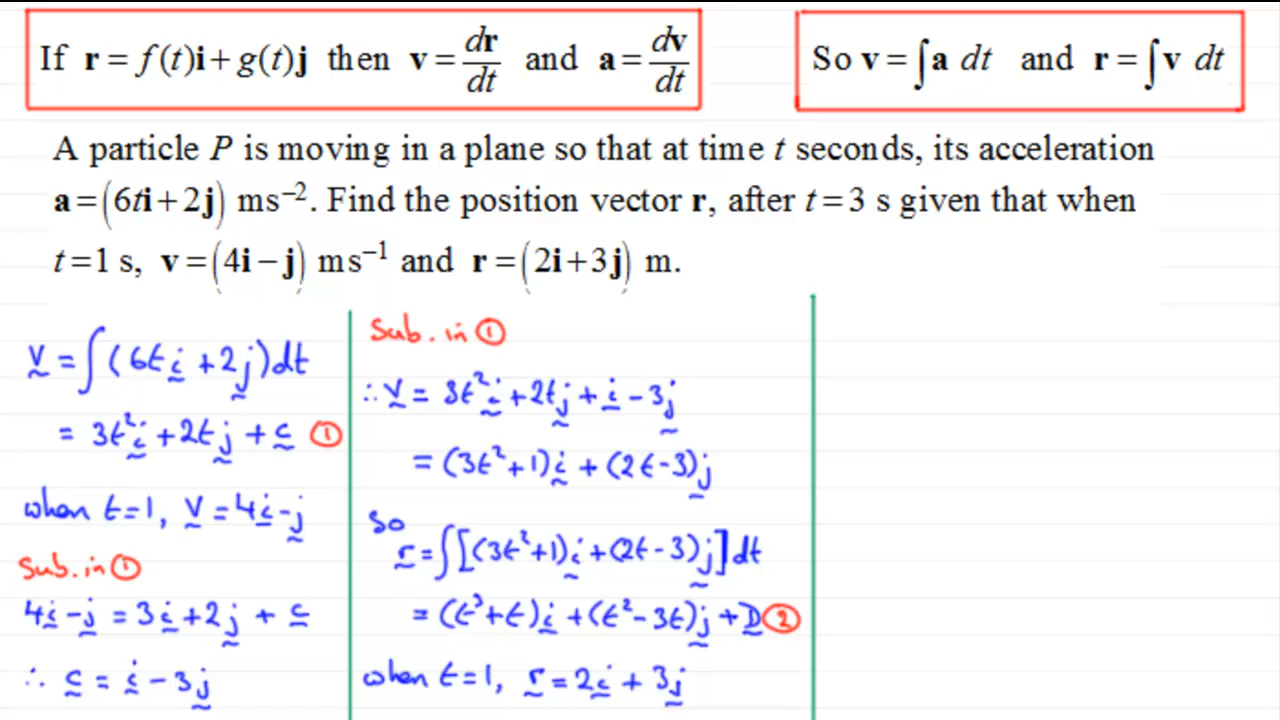 If r = f(t)i + g(t)j then v = dr/dt and a = dv/dt
So v = ∫a dt and r = ∫v dt
A particle P is moving in a plane so that at time t seconds, its acceleration
a = (6ti + 2j) ms⁻². Find the position vector r, after t = 3 s given that when
t = 1 s, v = (4i − j) ms⁻¹ and r = (2i + 3j) m.
v = ∫(6ti + 2j)dt
= 3t²i + 2tj + c ①
when t=1, v = 4i - j
Sub. in ①
4i - j = 3i + 2j + c
∴ c = i - 3j
Sub. in ①
∴ v = 3t²i + 2tj + i - 3j
= (3t²+1)i + (2t-3)j
So
r = ∫[(3t²+1)i + (2t-3)j]dt
= (t³+t)i + (t²-3t)j + D ②
when t=1, r = 2i + 3j